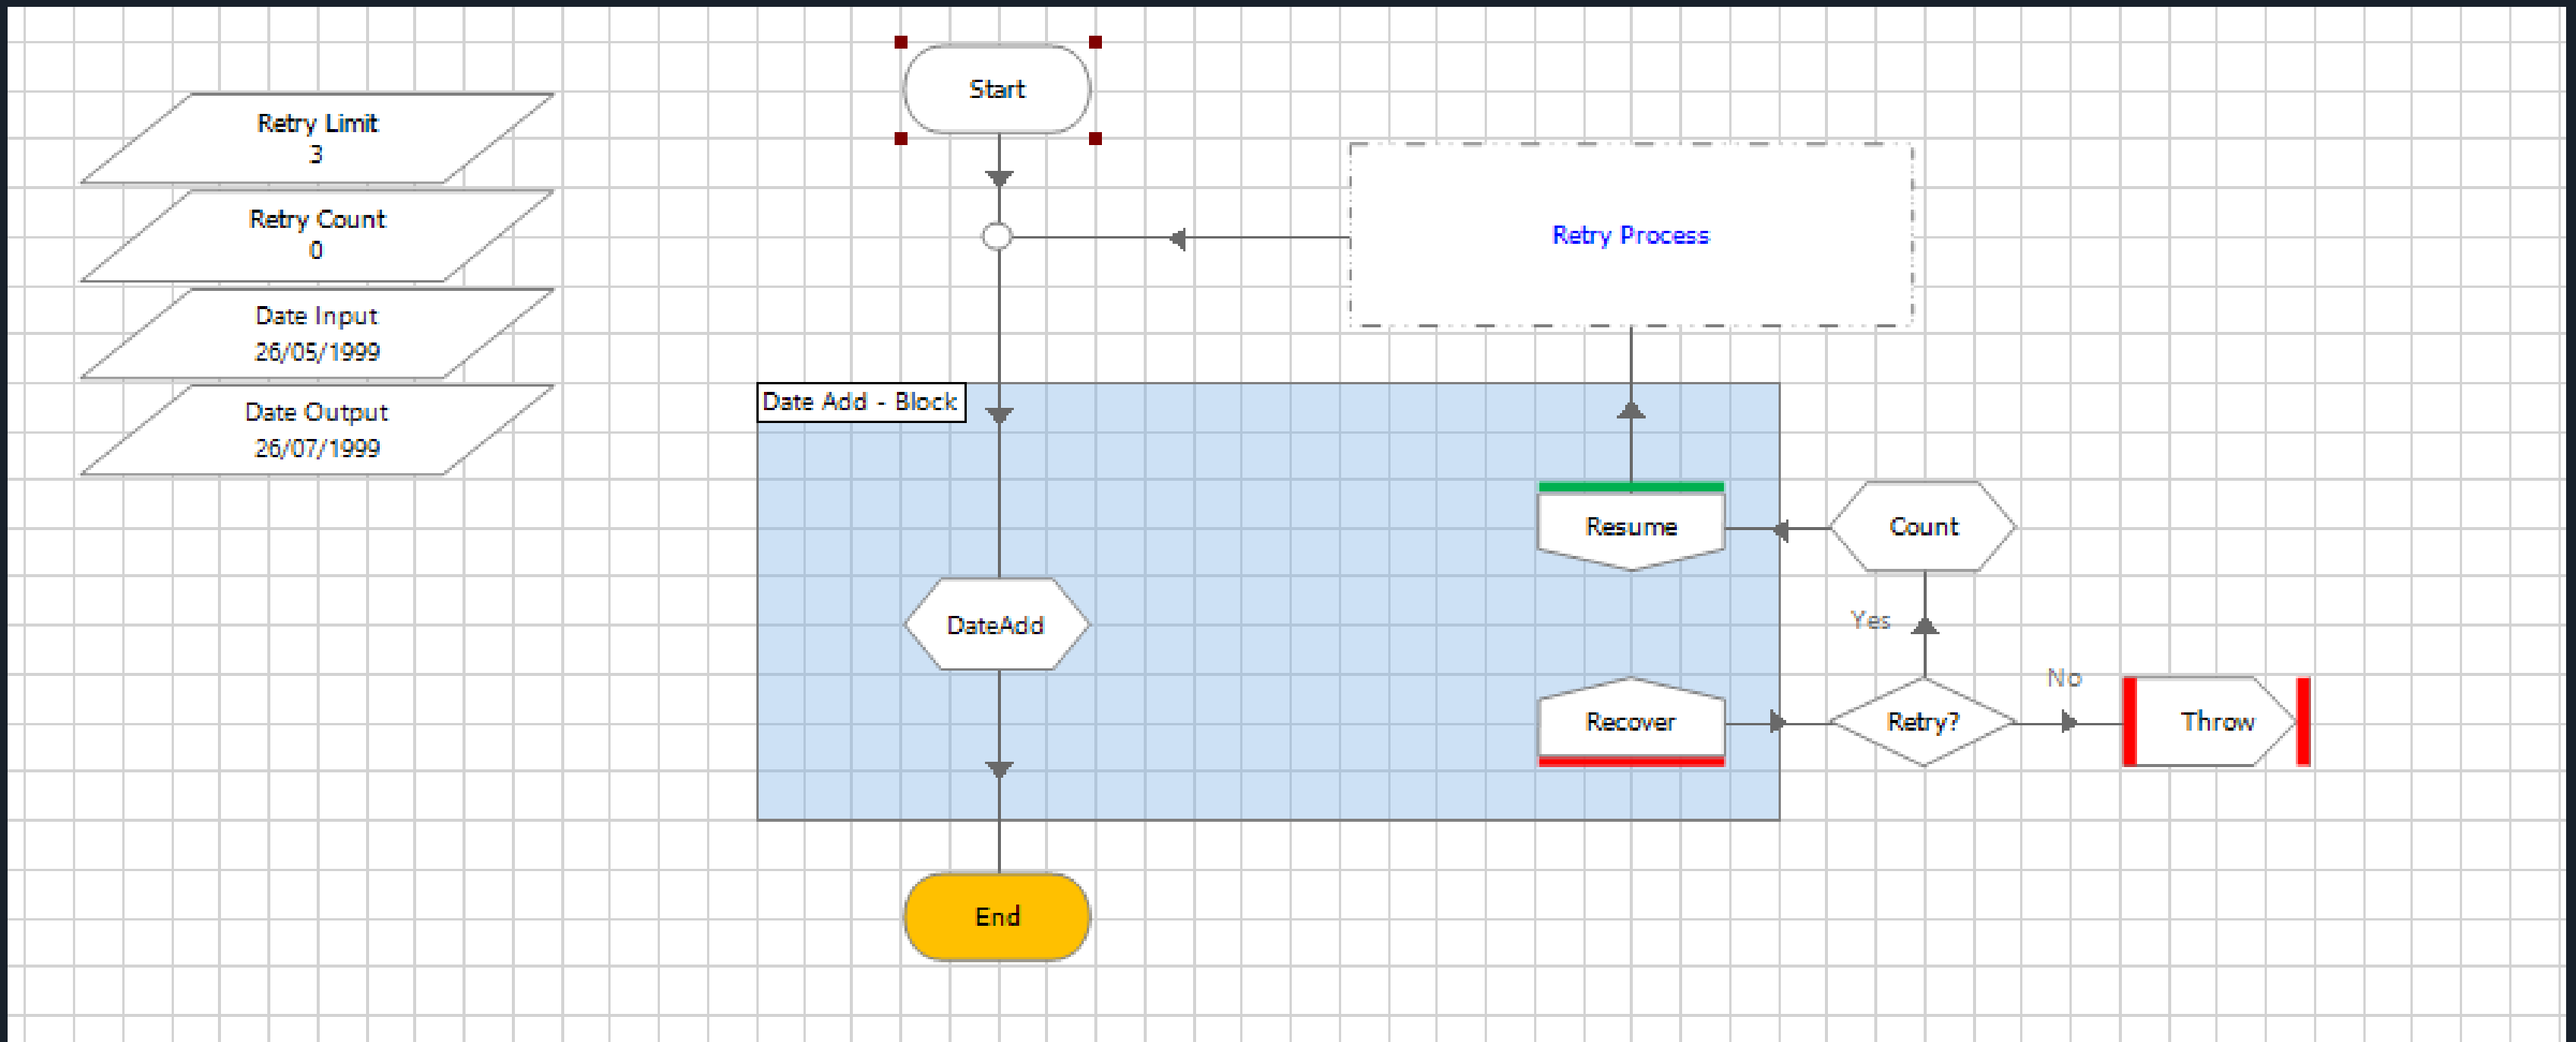 Start
Retry Limit
3
Retry Count
0
Date Input
26/05/1999
Date Output
26/07/1999
Retry Process
Date Add - Block
Resume
Count
DateAdd
Yes
No
Recover
Retry?
Throw
End